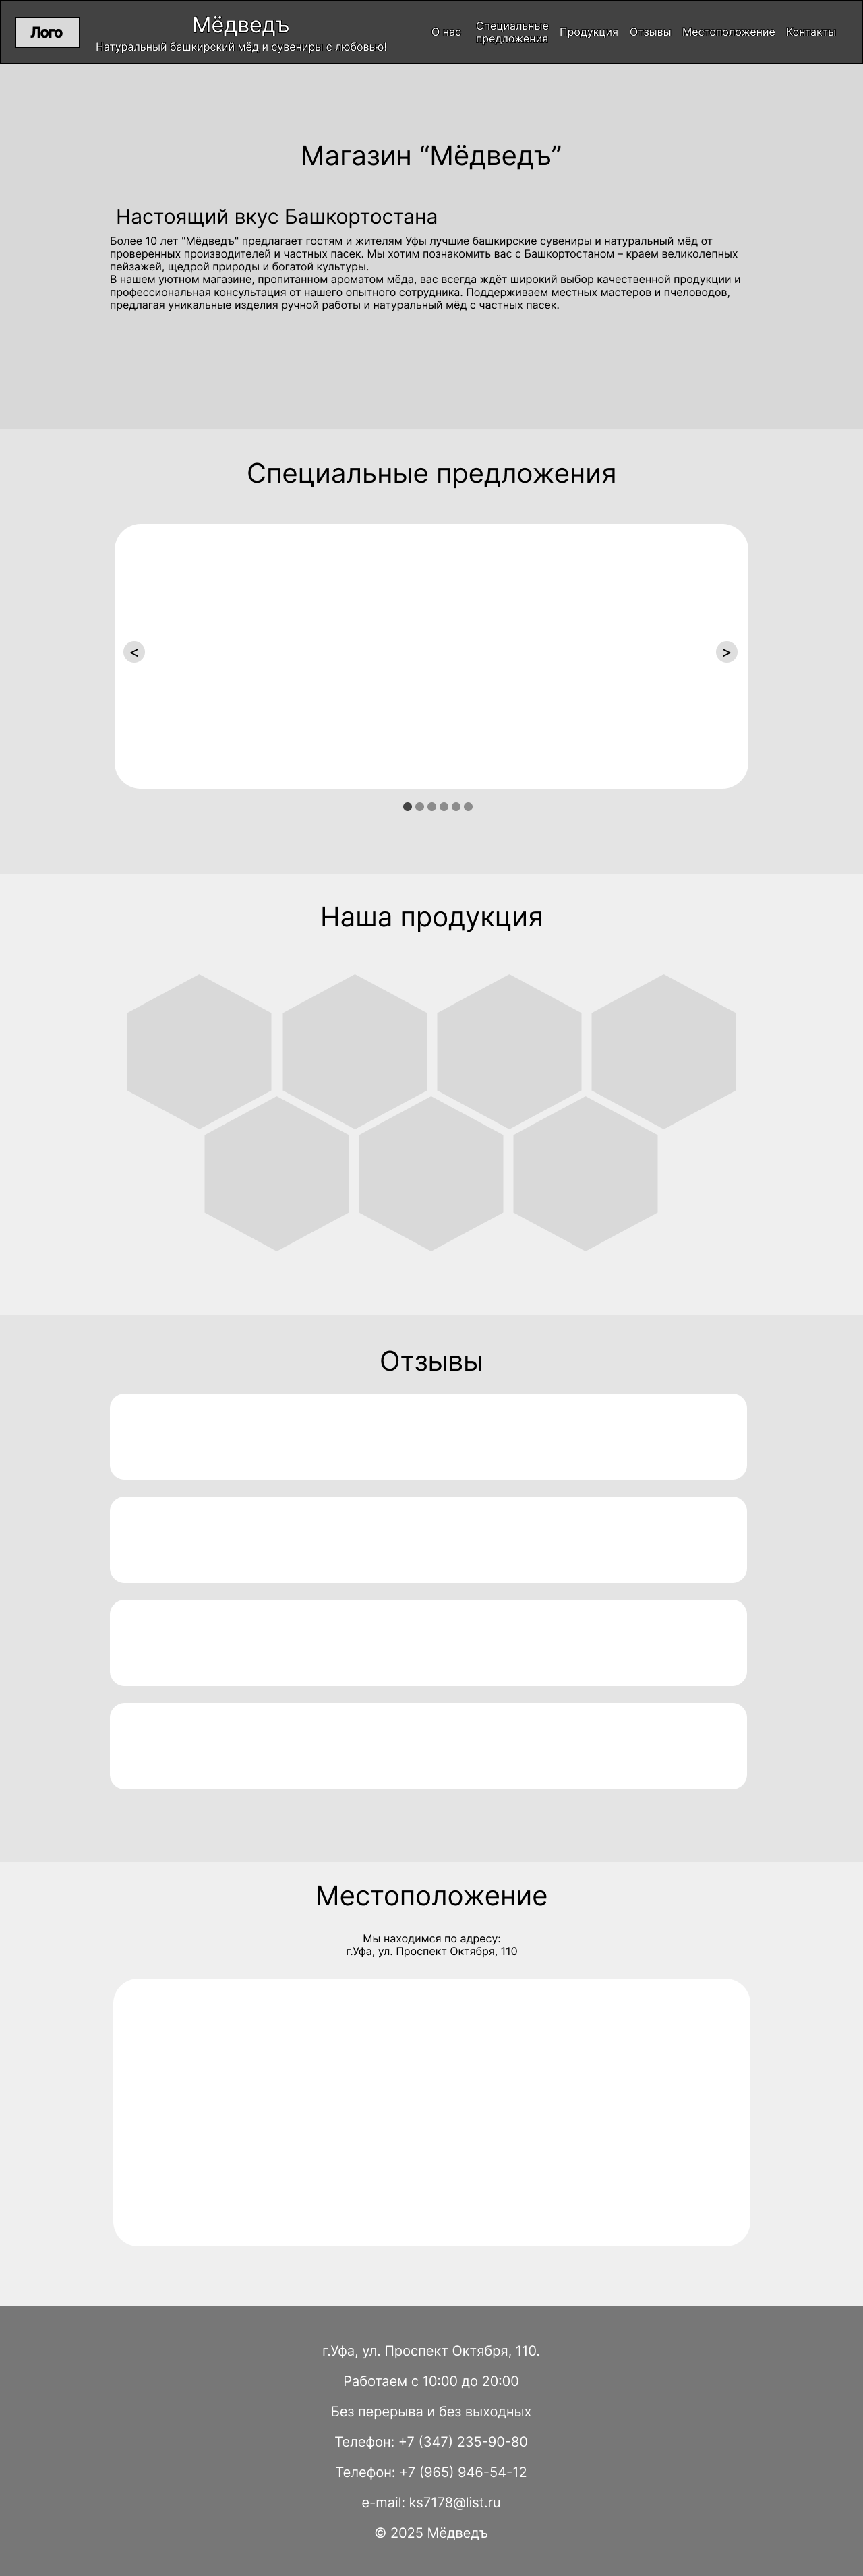 Лого
Мёдведъ
Натуральный башкирский мёд и сувениры с любовью!
О нас
Специальные
предложения
Продукция
Отзывы
Местоположение
Контакты
Магазин “Мёдведъ”
Настоящий вкус Башкортостана
Более 10 лет "Мёдведъ" предлагает гостям и жителям Уфы лучшие башкирские сувениры и натуральный мёд от
проверенных производителей и частных пасек. Мы хотим познакомить вас с Башкортостаном – краем великолепных
пейзажей, щедрой природы и богатой культуры.
В нашем уютном магазине, пропитанном ароматом мёда, вас всегда ждёт широкий выбор качественной продукции и
профессиональная консультация от нашего опытного сотрудника. Поддерживаем местных мастеров и пчеловодов,
предлагая уникальные изделия ручной работы и натуральный мёд с частных пасек.
Специальные предложения
<
>
Наша продукция
Отзывы
Местоположение
Мы находимся по адресу:
г.Уфа, ул. Проспект Октября, 110
г.Уфа, ул. Проспект Октября, 110.
Работаем с 10:00 до 20:00
Без перерыва и без выходных
Телефон: +7 (347) 235-90-80
Телефон: +7 (965) 946-54-12
e-mail: ks7178@list.ru
© 2025 Мёдведъ